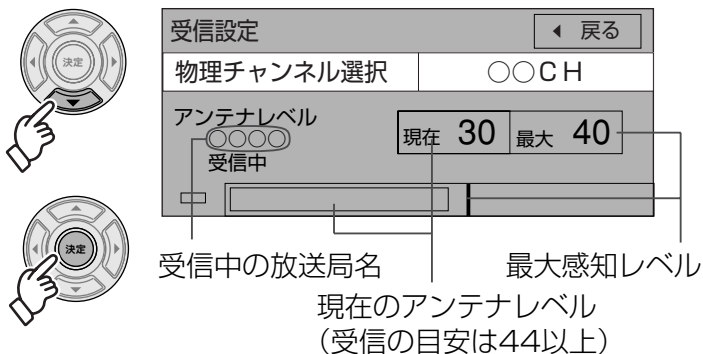 決定
受信設定
◀ 戻る
物理チャンネル選択
○○CH
アンテナレベル
○○○○
受信中
現在 30 最大 40
決定
受信中の放送局名
最大感知レベル
現在のアンテナレベル
（受信の目安は44以上）